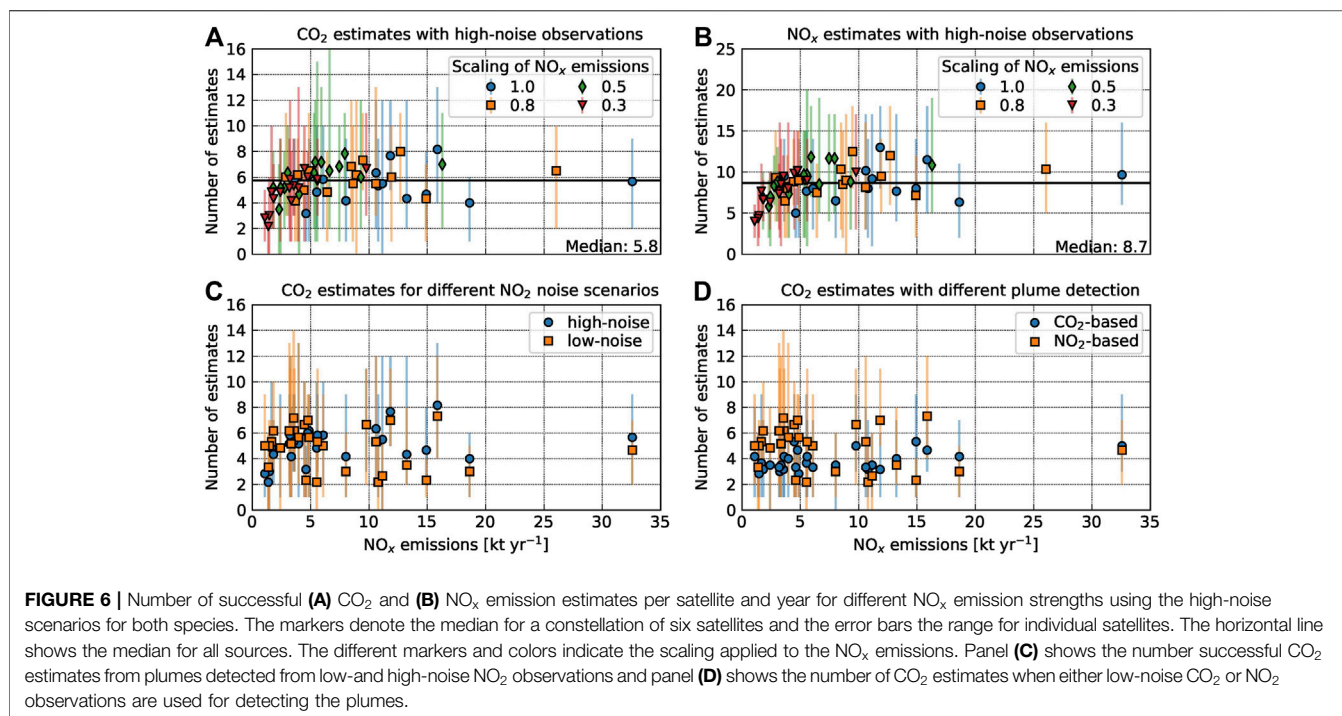 A
CO₂ estimates with high-noise observations
Number of estimates
16
14
12
10
8
6
4
2
0
Scaling of NOₓ emissions
1.0
0.8
0.5
0.3
Median: 5.8
B
NOₓ estimates with high-noise observations
Number of estimates
25
20
15
10
5
0
Scaling of NOₓ emissions
1.0
0.8
0.5
0.3
Median: 8.7
C
CO₂ estimates for different NO₂ noise scenarios
Number of estimates
16
14
12
10
8
6
4
2
0
high-noise
low-noise
0 5 10 15 20 25 30 35
NOₓ emissions [kt yr⁻¹]
D
CO₂ estimates with different plume detection
Number of estimates
16
14
12
10
8
6
4
2
0
CO₂-based
NO₂-based
0 5 10 15 20 25 30 35
NOₓ emissions [kt yr⁻¹]
FIGURE 6 | Number of successful (A) CO₂ and (B) NOₓ emission estimates per satellite and year for different NOₓ emission strengths using the high-noise
scenarios for both species. The markers denote the median for a constellation of six satellites and the error bars the range for individual satellites. The horizontal line
shows the median for all sources. The different markers and colors indicate the scaling applied to the NOₓ emissions. Panel (C) shows the number successful CO₂
estimates from plumes detected from low-and high-noise NO₂ observations and panel (D) shows the number of CO₂ estimates when either low-noise CO₂ or NO₂
observations are used for detecting the plumes.